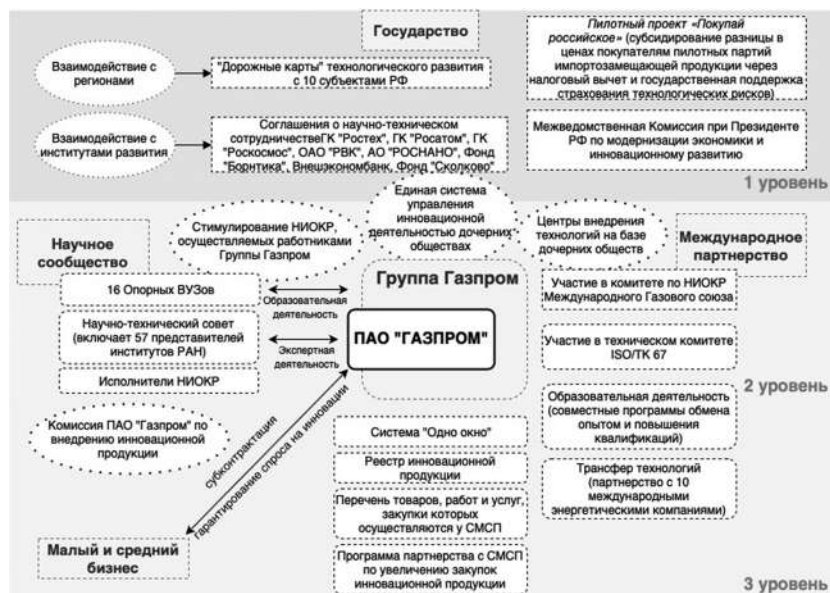 Государство
Взаимодействие с
регионами
"Дорожные карты" технологического развития
с 10 субъектами РФ
Пилотный проект «Покупай
российское» (субсидирование разницы в
ценах покупателям пилотных партий
импортозамещающей продукции через
налоговый вычет и государственная поддержка
страхования технологических рисков)
Взаимодействие с
институтами развития
Соглашения о научно-техническом
сотрудничествеГК "Ростех", ГК "Росатом", ГК
"Роскосмос", ОАО "РВК", АО "РОСНАНО", Фонд
"Борнтика", Внешэкономбанк, Фонд "Сколково"
Межведомственная Комиссия при Президенте
РФ по модернизации экономики и
инновационному развитию
1 уровень
Научное
сообщество
Стимулирование НИОКР,
осуществляемых работниками
Группы Газпром
Единая система
управления
инновационной
деятельностью дочерних
обществах
Центры внедрения
технологий на базе
дочерних обществ
Международное
партнерство
16 Опорных ВУЗов
Образовательная
деятельность
Научно-технический совет
(включает 57 представителей
институтов РАН)
Экспертная
деятельность
Исполнители НИОКР
Группа Газпром
ПАО "ГАЗПРОМ"
Участие в комитете по НИОКР
Международного Газового союза
Участие в техническом комитете
ISO/ТК 67
Образовательная деятельность
(совместные программы обмена
опытом и повышения
квалификаций)
Трансфер технологий
(партнерство с 10
международными
энергетическими компаниями)
2 уровень
Комиссия ПАО "Газпром" по
внедрению инновационной
продукции
субконтрактация
гарантирование спроса на инновации
Система "Одно окно"
Реестр инновационной
продукции
Перечень товаров, работ и услуг,
закупки которых
осуществляются у СМСП
Программа партнерства с СМСП
по увеличению закупок
инновационной продукции
Малый и средний
бизнес
3 уровень